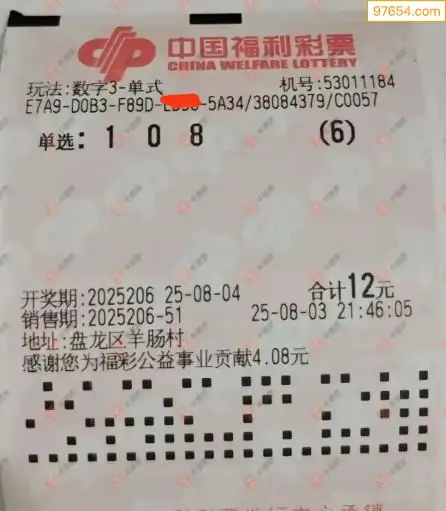 97654.com
中国福利彩票
CHINA WELFARE LOTTERY
玩法:数字3-单式 机号:53011184
E7A9-D0B3-F89D- -5A34/38084379/C0057
单选: 1 0 8 (6)
开奖期:2025206 25-08-04 合计12元
销售期:2025206-51 25-08-03 21:46:05
地址:盘龙区羊肠村
感谢您为福彩公益事业贡献4.08元